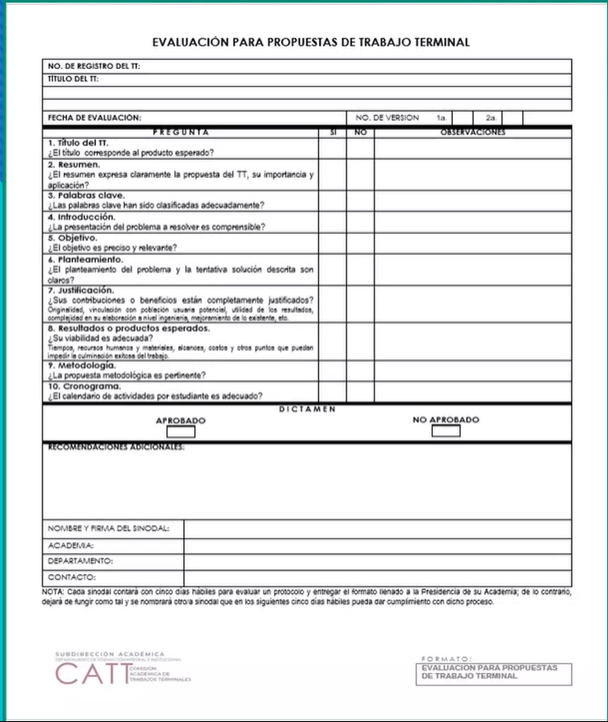 EVALUACIÓN PARA PROPUESTAS DE TRABAJO TERMINAL
NO. DE REGISTRO DEL TT:
TÍTULO DEL TT:
FECHA DE EVALUACIÓN: NO. DE VERSION 1a. 2a.
PREGUNTA SI NO OBSERVACIONES
1. Título del TT.
¿El título corresponde al producto esperado?
2. Resumen.
¿El resumen expresa claramente la propuesta del TT, su importancia y
aplicación?
3. Palabras clave.
¿Las palabras clave han sido clasificadas adecuadamente?
4. Introducción.
¿La presentación del problema a resolver es comprensible?
5. Objetivo.
¿El objetivo es preciso y relevante?
6. Planteamiento.
¿El planteamiento del problema y la tentativa solución descrita son
claros?
7. Justificación.
¿Sus contribuciones o beneficios están completamente justificados?
Originalidad, vinculación con población usuaria potencial, utilidad de los resultados,
complejidad en su elaboración a nivel ingeniería, mejoramiento de lo existente, etc.
8. Resultados o productos esperados.
¿Su viabilidad es adecuada?
Tiempos, recursos humanos y materiales, alcances, costos y otros puntos que puedan
impedir la culminación exitosa del trabajo.
9. Metodología.
¿La propuesta metodológica es pertinente?
10. Cronograma.
¿El calendario de actividades por estudiante es adecuado?
DICTAMEN
APROBADO NO APROBADO
RECOMENDACIONES ADICIONALES:
NOMBRE Y FIRMA DEL SINODAL:
ACADEMIA:
DEPARTAMENTO:
CONTACTO:
NOTA: Cada sinodal contará con cinco días hábiles para evaluar un protocolo y entregar el formato llenado a la Presidencia de su Academia; de lo contrario,
dejará de fungir como tal y se nombrará otro/a sinodal que en los siguientes cinco días hábiles pueda dar cumplimiento con dicho proceso.
SUBDIRECCIÓN ACADÉMICA
DEPARTAMENTO DE FORMACIÓN INTEGRAL E INSTITUCIONAL
CATT COMISIÓN
ACADÉMICA DE
TRABAJOS TERMINALES
FORMATO:
EVALUACION PARA PROPUESTAS
DE TRABAJO TERMINAL